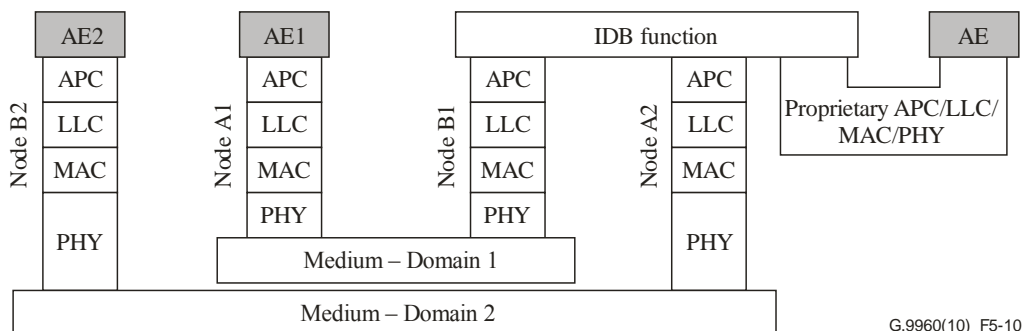 AE2
AE1
IDB function
AE
Node B2
APC
LLC
MAC
PHY
Node A1
APC
LLC
MAC
PHY
Node B1
APC
LLC
MAC
PHY
Node A2
APC
LLC
MAC
PHY
Proprietary APC/LLC/
MAC/PHY
Medium – Domain 1
Medium – Domain 2
G.9960(10)_F5-10